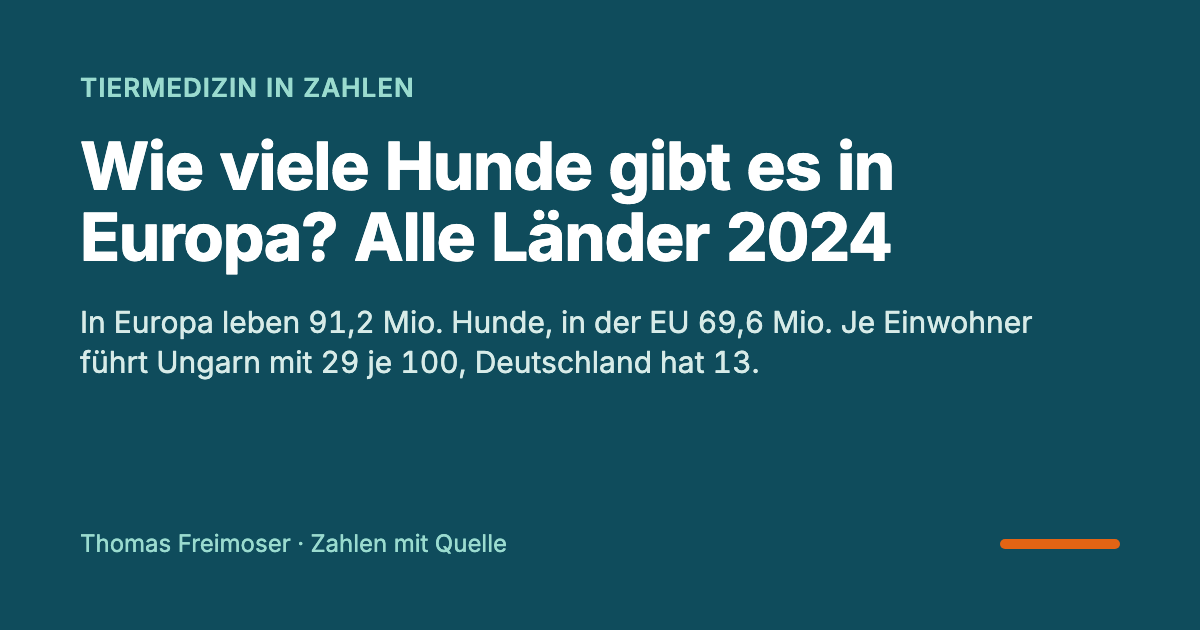 TIERMEDIZIN IN ZAHLEN
Wie viele Hunde gibt es in
Europa? Alle Länder 2024
In Europa leben 91,2 Mio. Hunde, in der EU 69,6 Mio. Je Einwohner
führt Ungarn mit 29 je 100, Deutschland hat 13.
Thomas Freimoser · Zahlen mit Quelle